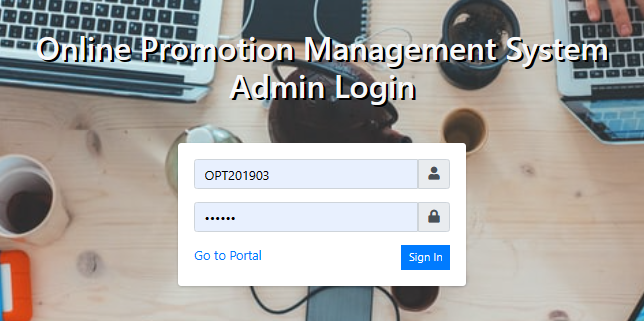 Online Promotion Management System
Admin Login
OPT201903
••••••
Go to Portal
Sign In